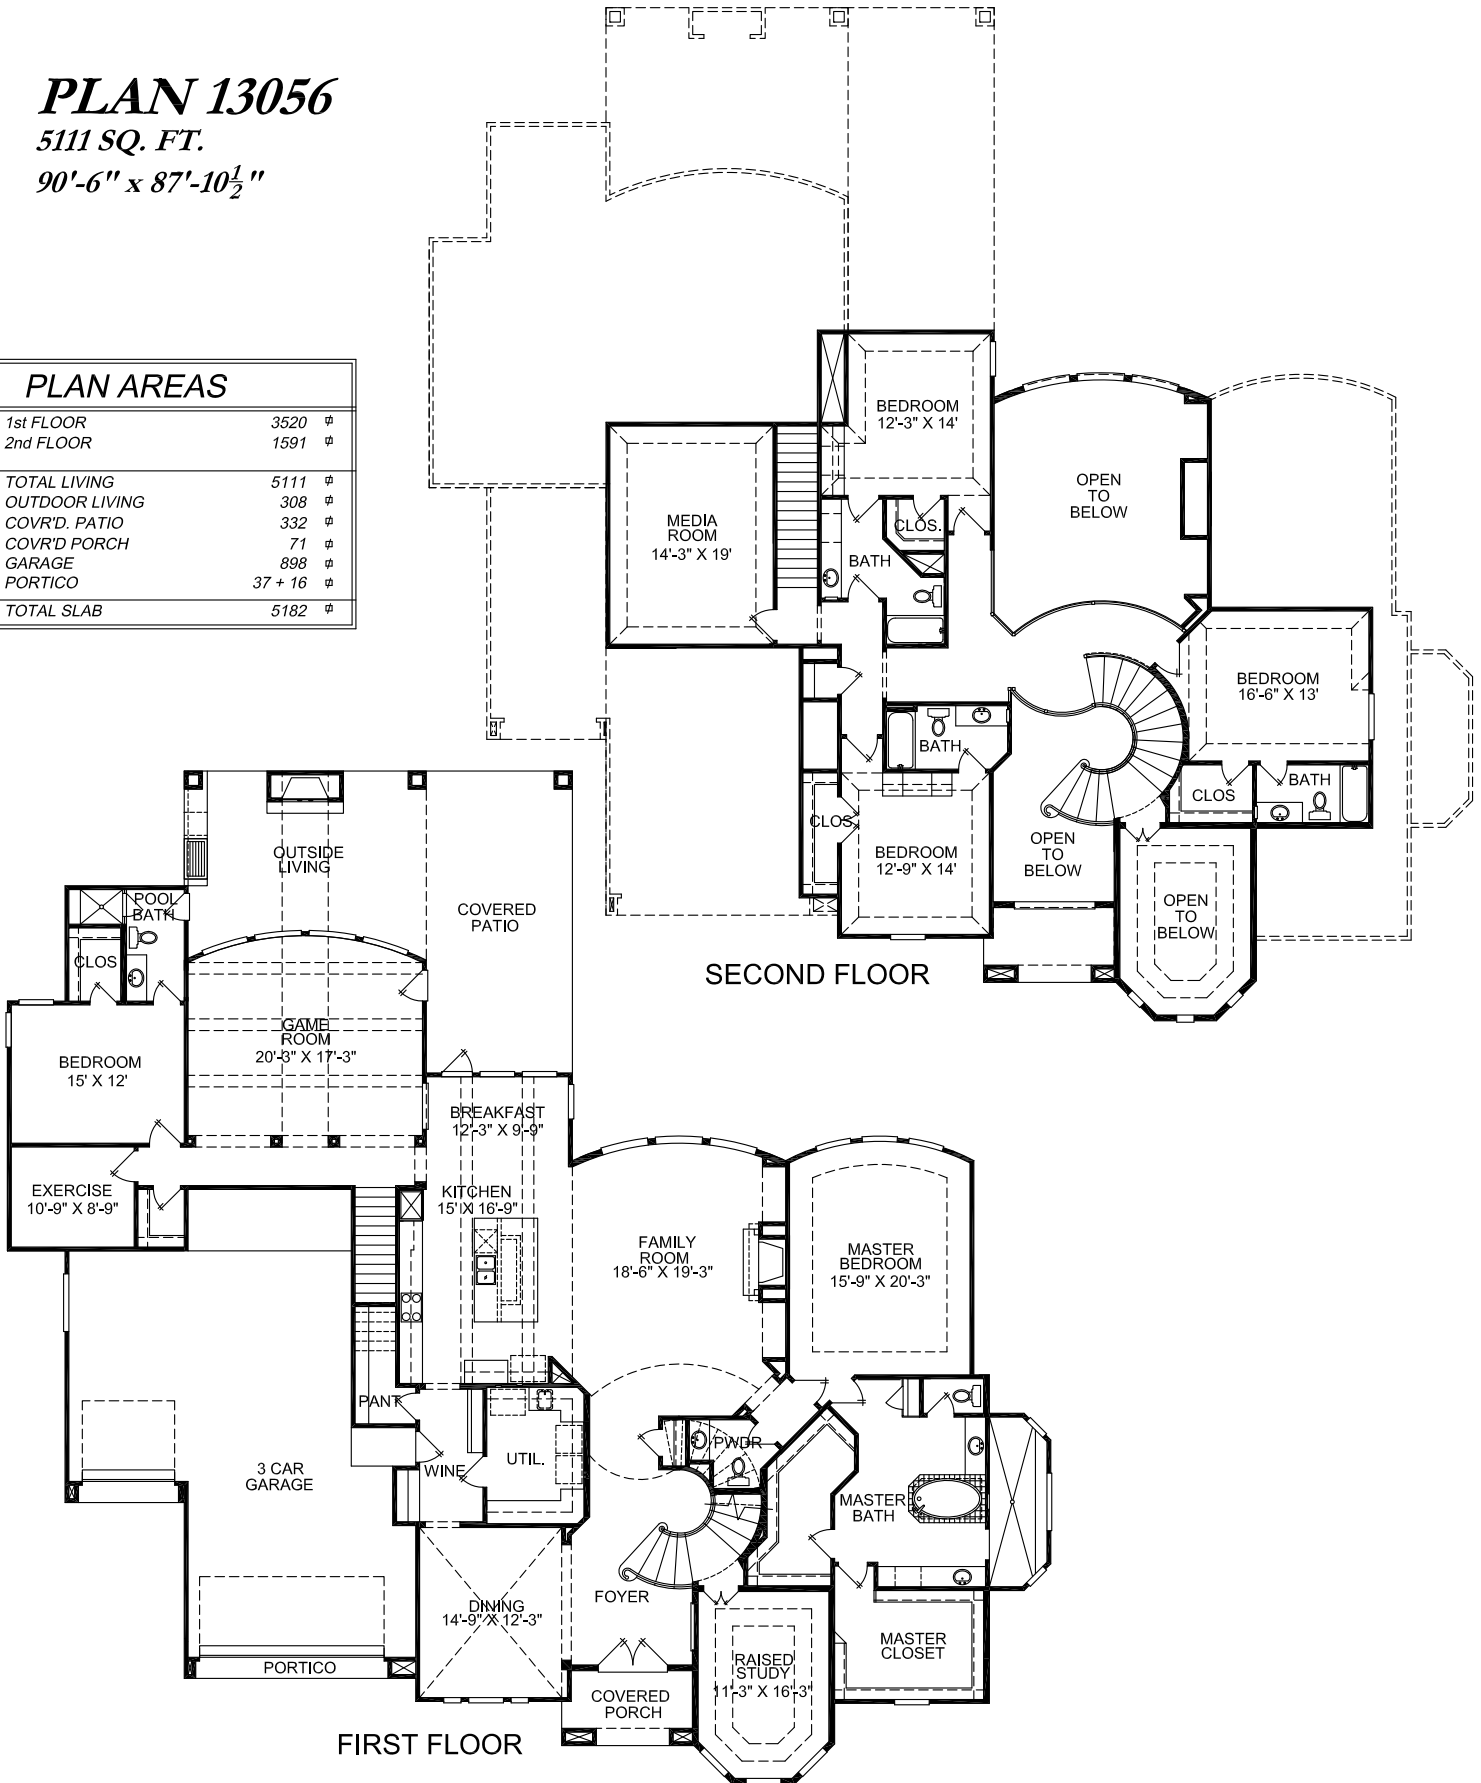 PLAN 13056
5111 SQ. FT.
90'-6" x 87'-10½"
PLAN AREAS
1st FLOOR 3520
2nd FLOOR 1591
TOTAL LIVING 5111
OUTDOOR LIVING 308
COVR'D. PATIO 332
COVR'D PORCH 71
GARAGE 898
PORTICO 37 + 16
TOTAL SLAB 5182
BEDROOM
12'-3" X 14'
OPEN
TO
BELOW
MEDIA
ROOM
14'-3" X 19'
CLOS.
BATH
BEDROOM
16'-6" X 13'
BATH
CLOS
BATH
CLOS
BEDROOM
12'-9" X 14'
OPEN
TO
BELOW
OPEN
TO
BELOW
SECOND FLOOR
OUTSIDE
LIVING
POOL
BATH
COVERED
PATIO
CLOS
GAME
ROOM
20'-3" X 17'-3"
BEDROOM
15' X 12'
BREAKFAST
12'-3" X 9'-9"
EXERCISE
10'-9" X 8'-9"
KITCHEN
15' X 16'-9"
FAMILY
ROOM
18'-6" X 19'-3"
MASTER
BEDROOM
15'-9" X 20'-3"
PANT
PWDR
UTIL.
WINE
3 CAR
GARAGE
MASTER
BATH
FOYER
DINING
14'-9" X 12'-3"
MASTER
CLOSET
RAISED
STUDY
11'-3" X 16'-3"
PORTICO
COVERED
PORCH
FIRST FLOOR